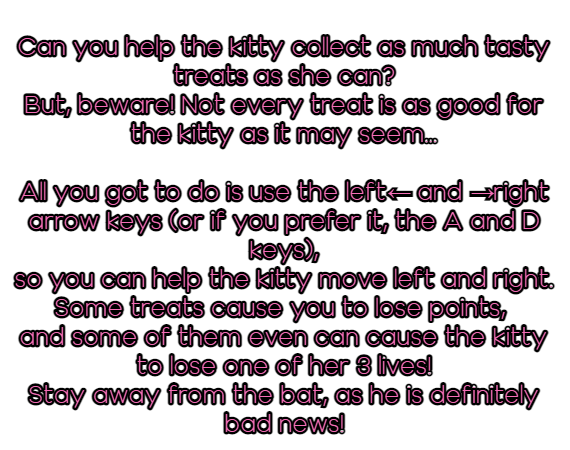 Can you help the kitty collect as much tasty
treats as she can?
But, beware! Not every treat is as good for
the kitty as it may seem...
All you got to do is use the left← and →right
arrow keys (or if you prefer it, the A and D
keys),
so you can help the kitty move left and right.
Some treats cause you to lose points,
and some of them even can cause the kitty
to lose one of her 3 lives!
Stay away from the bat, as he is definitely
bad news!